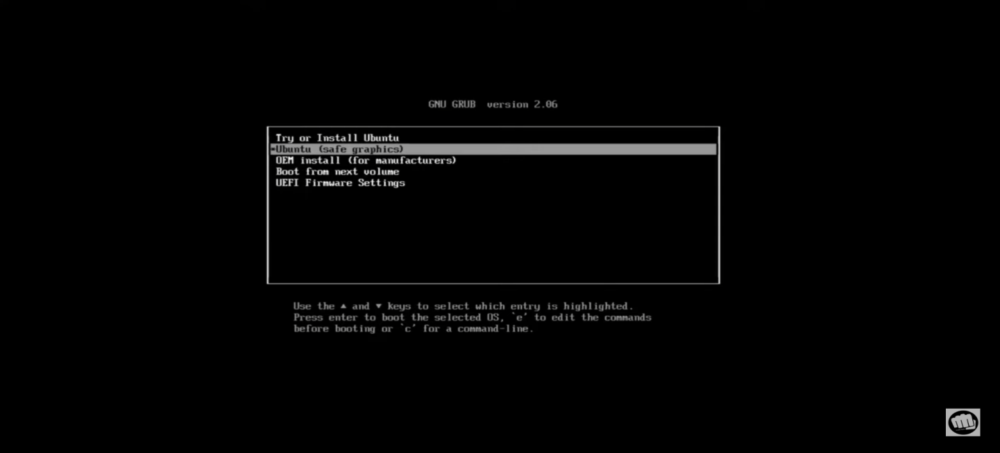 GNU GRUB  version 2.06
Try or Install Ubuntu
*Ubuntu (safe graphics)
OEM install (for manufacturers)
Boot from next volume
UEFI Firmware Settings
Use the ▲ and ▼ keys to select which entry is highlighted.
Press enter to boot the selected OS, `e' to edit the commands
before booting or `c' for a command-line.